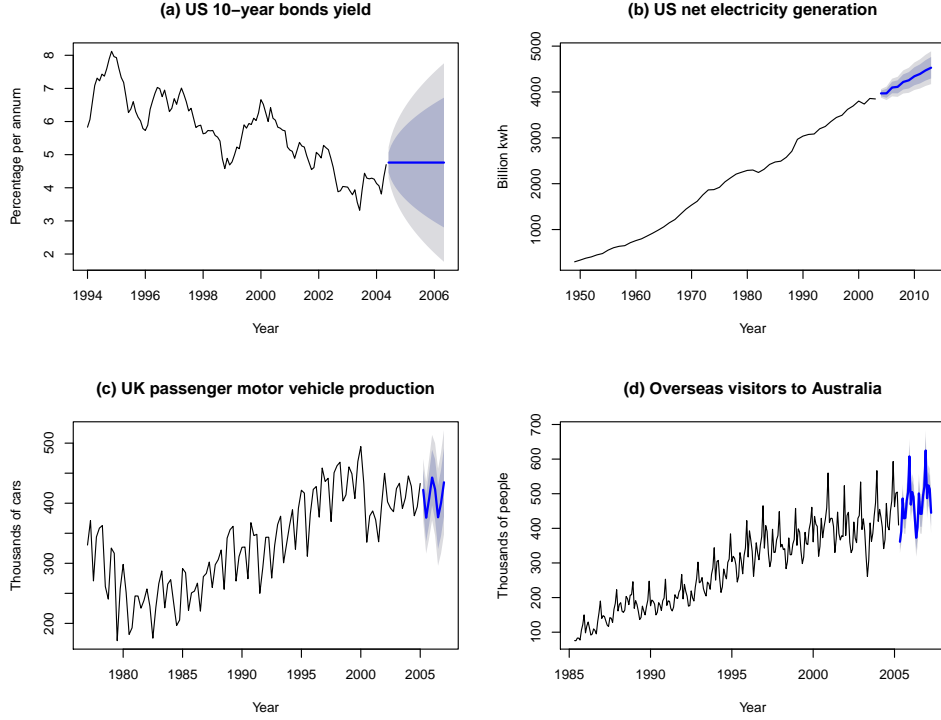 (a) US 10−year bonds yield
Percentage per annum
8
7
6
5
4
3
2
1994 1996 1998 2000 2002 2004 2006
Year
(b) US net electricity generation
Billion kwh
5000
4000
3000
2000
1000
1950 1960 1970 1980 1990 2000 2010
Year
(c) UK passenger motor vehicle production
Thousands of cars
500
400
300
200
1980 1985 1990 1995 2000 2005
Year
(d) Overseas visitors to Australia
Thousands of people
700
600
500
400
300
200
100
1985 1990 1995 2000 2005
Year